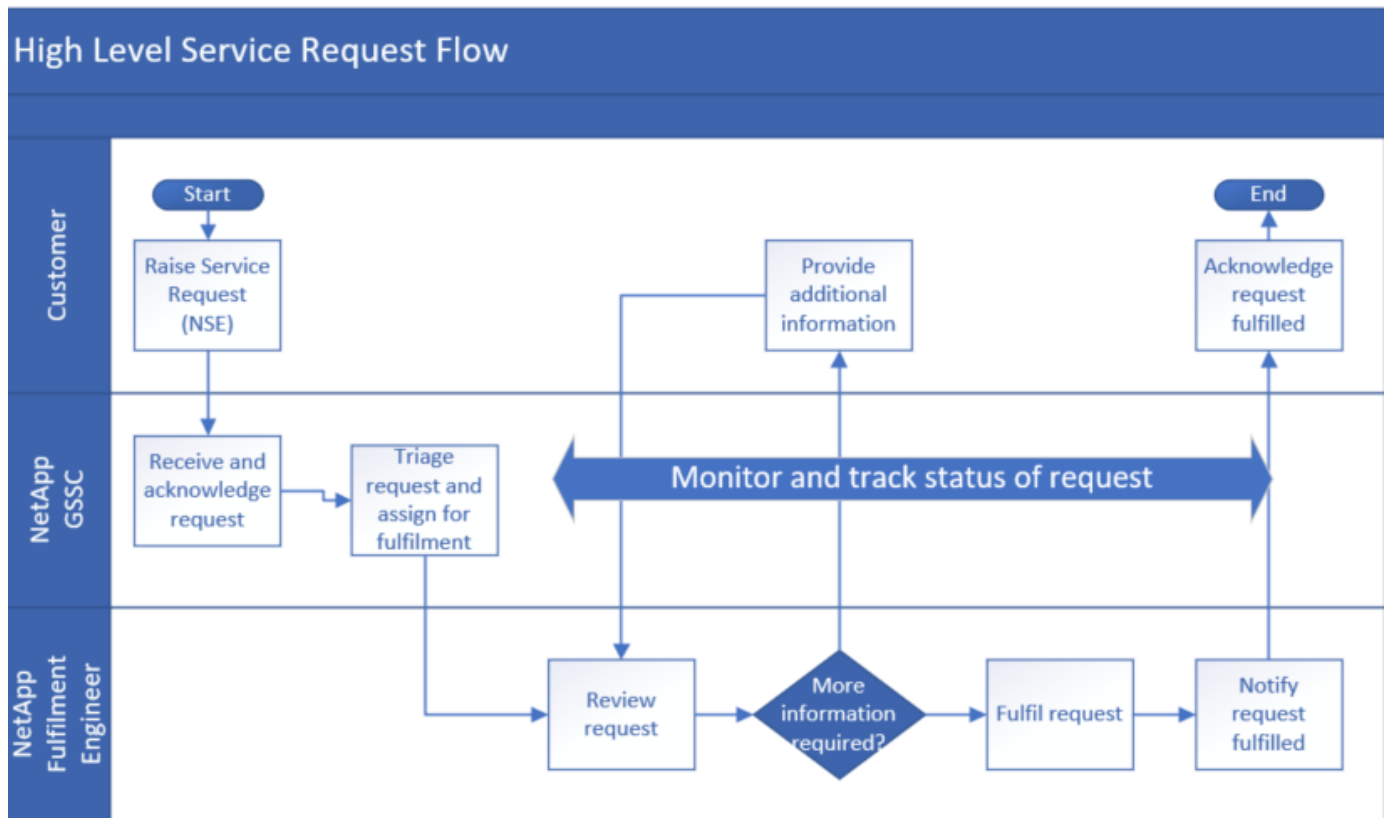 High Level Service Request Flow
Customer
Start
Raise Service
Request
(NSE)
Provide
additional
information
End
Acknowledge
request
fulfilled
NetApp
GSSC
Receive and
acknowledge
request
Triage
request and
assign for
fulfilment
Monitor and track status of request
NetApp
Fulfilment
Engineer
Review
request
More
information
required?
Fulfil request
Notify
request
fulfilled